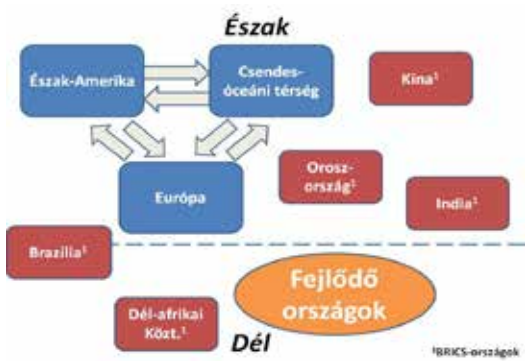 Észak
Észak-Amerika
Csendes-
óceáni térség
Kína¹
Európa
Orosz-
ország¹
India¹
Brazília¹
Fejlődő
országok
Dél-afrikai
Közt.¹
Dél
¹BRICS-országok